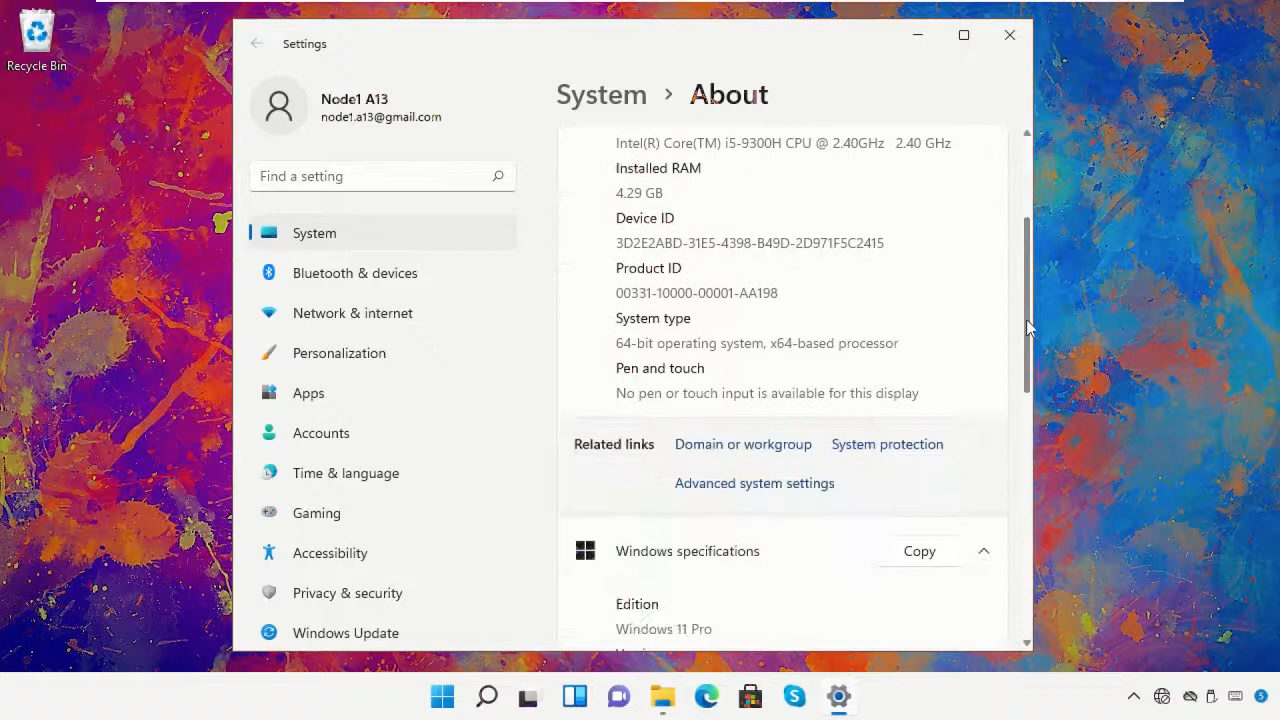 Recycle Bin
Settings
Node1 A13
node1.a13@gmail.com
Find a setting
System
Bluetooth & devices
Network & internet
Personalization
Apps
Accounts
Time & language
Gaming
Accessibility
Privacy & security
Windows Update
System > About
Intel(R) Core(TM) i5-9300H CPU @ 2.40GHz 2.40 GHz
Installed RAM
4.29 GB
Device ID
3D2E2ABD-31E5-4398-B49D-2D971F5C2415
Product ID
00331-10000-00001-AA198
System type
64-bit operating system, x64-based processor
Pen and touch
No pen or touch input is available for this display
Related links Domain or workgroup System protection
Advanced system settings
Windows specifications Copy
Edition
Windows 11 Pro
5